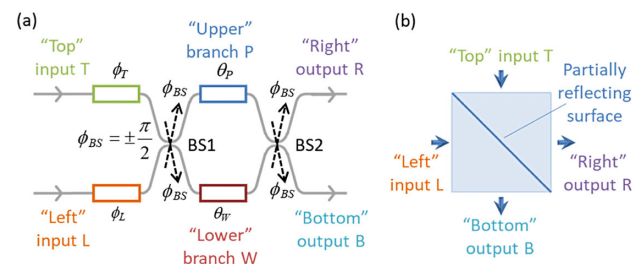 (a)
“Top”
input T
ϕ_T
“Upper”
branch P
θ_P
“Right”
output R
ϕ_BS
ϕ_BS
ϕ_BS = ± π/2
BS1
BS2
ϕ_BS
ϕ_BS
“Left”
input L
ϕ_L
θ_W
“Lower”
branch W
“Bottom”
output B
(b)
“Top” input T
Partially
reflecting
surface
“Left”
input L
“Right”
output R
“Bottom”
output B